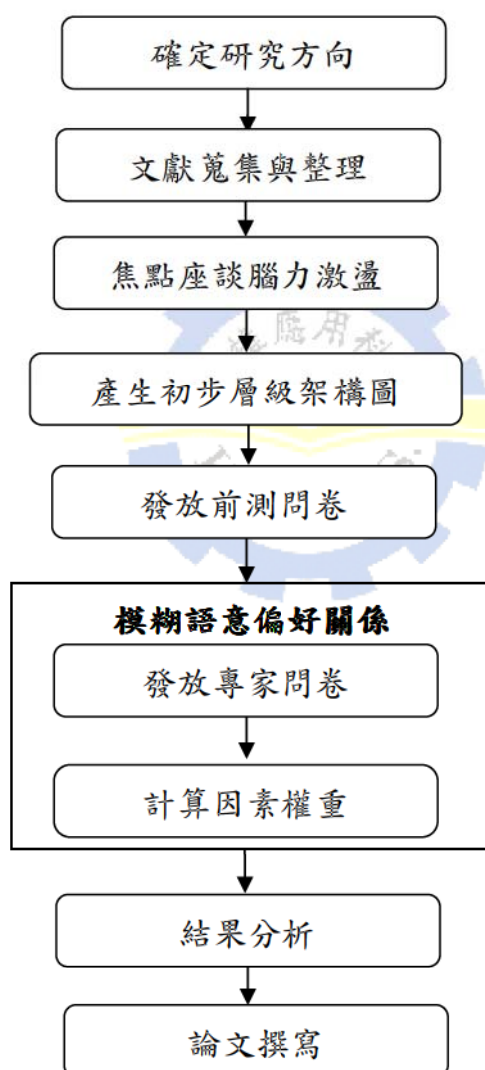 確定研究方向
文獻蒐集與整理
焦點座談腦力激盪
應用科
產生初步層級架構圖
發放前測問卷
模糊語意偏好關係
發放專家問卷
計算因素權重
結果分析
論文撰寫